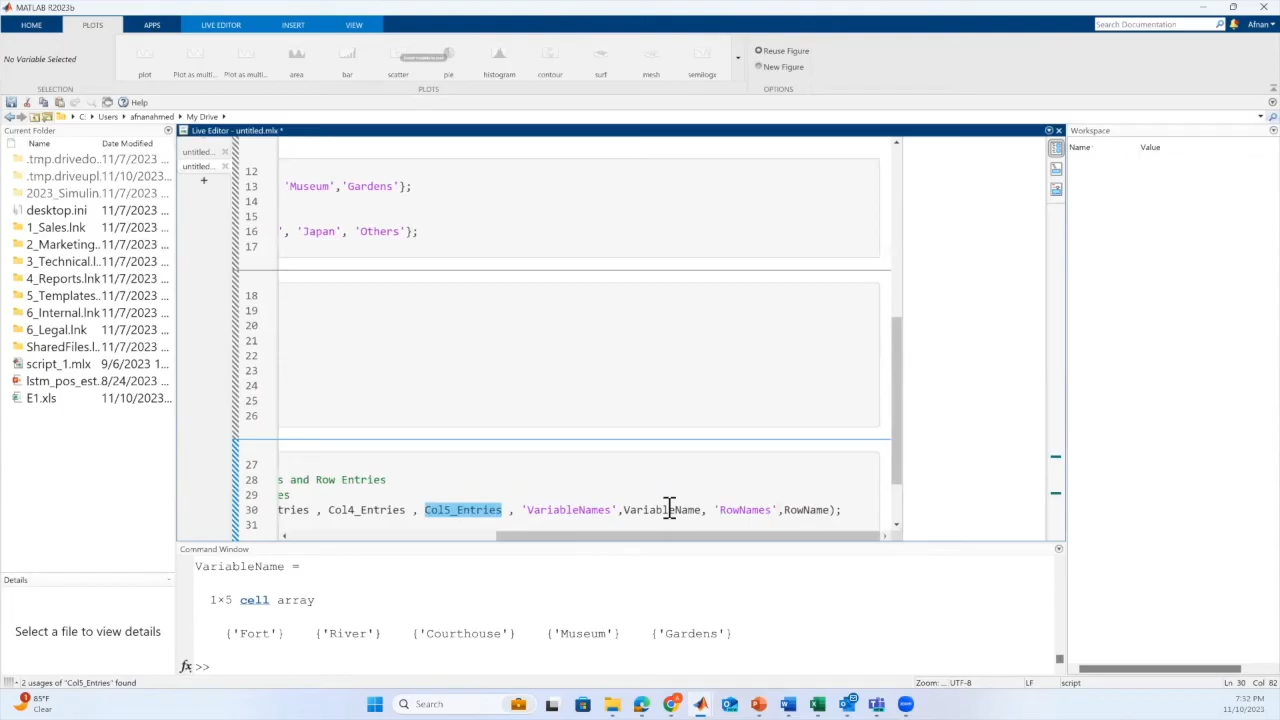 MATLAB R2023b
HOME PLOTS APPS LIVE EDITOR INSERT VIEW
Search Documentation
Afnan
No Variable Selected
plot Plot as multi... Plot as multi... area bar scatter pie histogram contour surf mesh semilogx
Reuse Figure
New Figure
SELECTION PLOTS OPTIONS
Help
C: Users afnanahmed My Drive
Current Folder
Name Date Modified
.tmp.drivedo... 11/7/2023 ...
.tmp.driveupl... 11/10/2023...
2023_Simulin... 11/7/2023 ...
desktop.ini 11/7/2023 ...
1_Sales.lnk 11/7/2023 ...
2_Marketing... 11/7/2023 ...
3_Technical.l... 11/7/2023 ...
4_Reports.lnk 11/7/2023 ...
5_Templates... 11/7/2023 ...
6_Internal.lnk 11/7/2023 ...
6_Legal.lnk 11/7/2023 ...
SharedFiles.l... 11/7/2023 ...
script_1.mlx 9/6/2023 1...
lstm_pos_est... 8/24/2023 ...
E1.xls 11/10/2023...
Details
Select a file to view details
Live Editor - untitled.mlx *
untitled...
untitled...
12
13 'Museum','Gardens'};
14
15
16 ', 'Japan', 'Others'};
17
18
19
20
21
22
23
24
25
26
27
28 s and Row Entries
29 es
30 tries , Col4_Entries , Col5_Entries , 'VariableNames',VariableName, 'RowNames',RowName);
31
Command Window
VariableName =
1×5 cell array
{'Fort'} {'River'} {'Courthouse'} {'Museum'} {'Gardens'}
fx >>
Workspace
Name Value
2 usages of "Col5_Entries" found
Zoom: ... UTF-8 LF script Ln 30 Col 82
1
85°F
Clear
Search
7:32 PM
11/10/2023